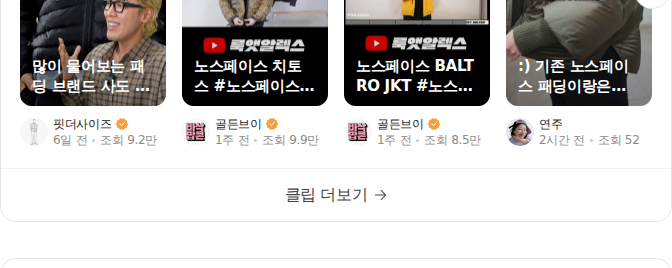 많이 물어보는 패
딩 브랜드 사도 ...
핏더사이즈
6일 전 · 조회 9.2만
룩앳알렉스
노스페이스 치토
스 #노스페이스...
골든브이
1주 전 · 조회 9.9만
룩앳알렉스
노스페이스 BALT
RO JKT #노스...
골든브이
1주 전 · 조회 8.5만
:) 기존 노스페이
스 패딩이랑은...
연주
2시간 전 · 조회 52
클립 더보기 →